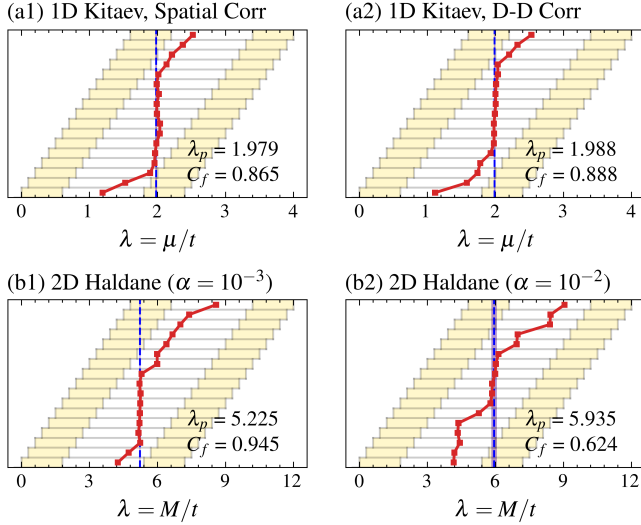 (a1) 1D Kitaev, Spatial Corr
λp = 1.979
Cf = 0.865
0 1 2 3 4
λ = μ/t
(a2) 1D Kitaev, D-D Corr
λp = 1.988
Cf = 0.888
0 1 2 3 4
λ = μ/t
(b1) 2D Haldane (α = 10⁻³)
λp = 5.225
Cf = 0.945
0 3 6 9 12
λ = M/t
(b2) 2D Haldane (α = 10⁻²)
λp = 5.935
Cf = 0.624
0 3 6 9 12
λ = M/t